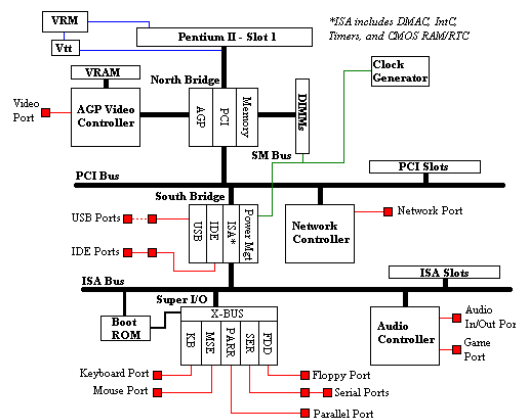 VRM
Vtt
Pentium II - Slot 1
*ISA includes DMAC, IntC,
Timers, and CMOS RAM/RTC
VRAM
North Bridge
Clock
Generator
Video
Port
AGP Video
Controller
AGP
PCI
Memory
DIMMs
SM Bus
PCI Bus
PCI Slots
South Bridge
USB Ports
USB
IDE
ISA*
Power Mgt
Network
Controller
Network Port
IDE Ports
ISA Bus
ISA Slots
Super I/O
Boot
ROM
X-BUS
KB
MSE
PARR
SER
FDD
Audio
Controller
Audio
In/Out Port
Game
Port
Keyboard Port
Floppy Port
Mouse Port
Serial Ports
Parallel Port